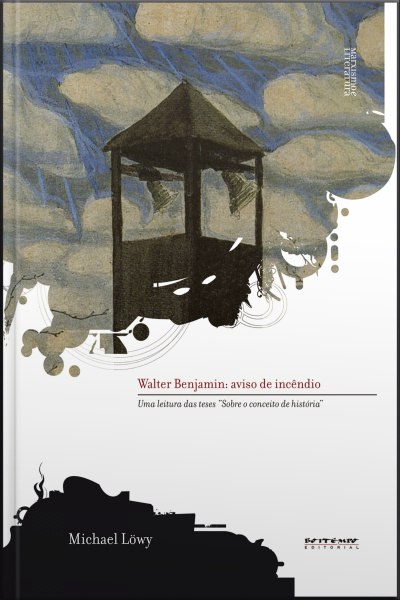 marxismo e
literatura
Walter Benjamin: aviso de incêndio
Uma leitura das teses "Sobre o conceito de história"
Michael Löwy
BOITEMPO
EDITORIAL